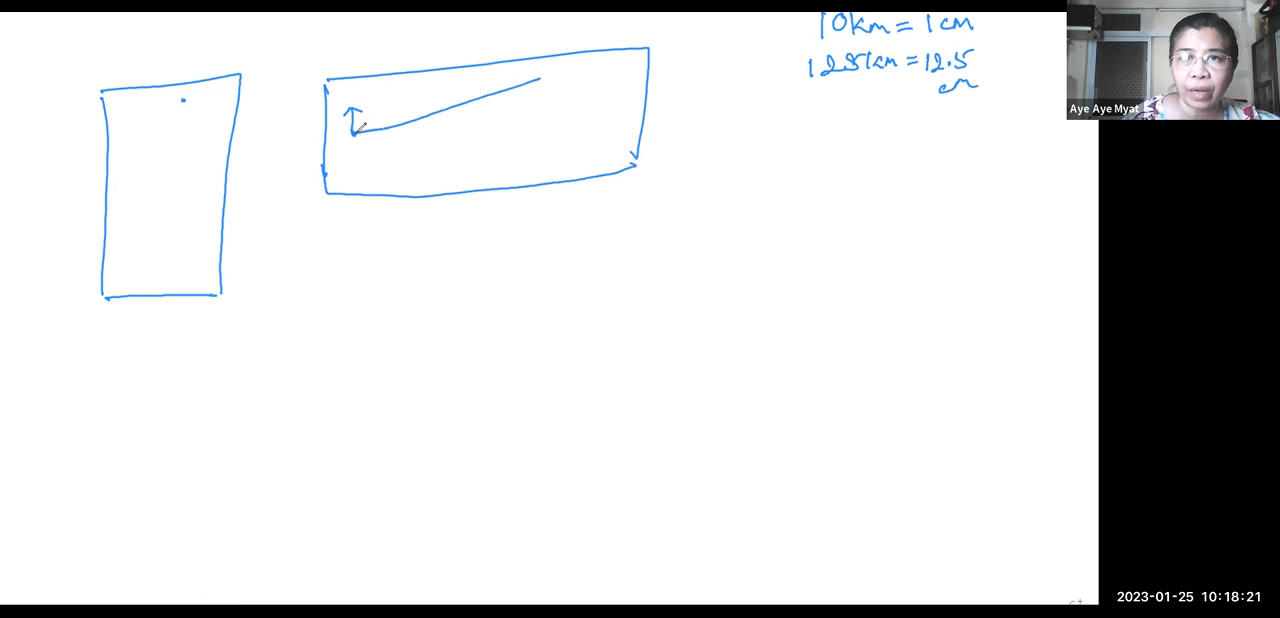 10km = 1cm
125km = 12.5
cm
Aye Aye Myat
2023-01-25 10:18:21